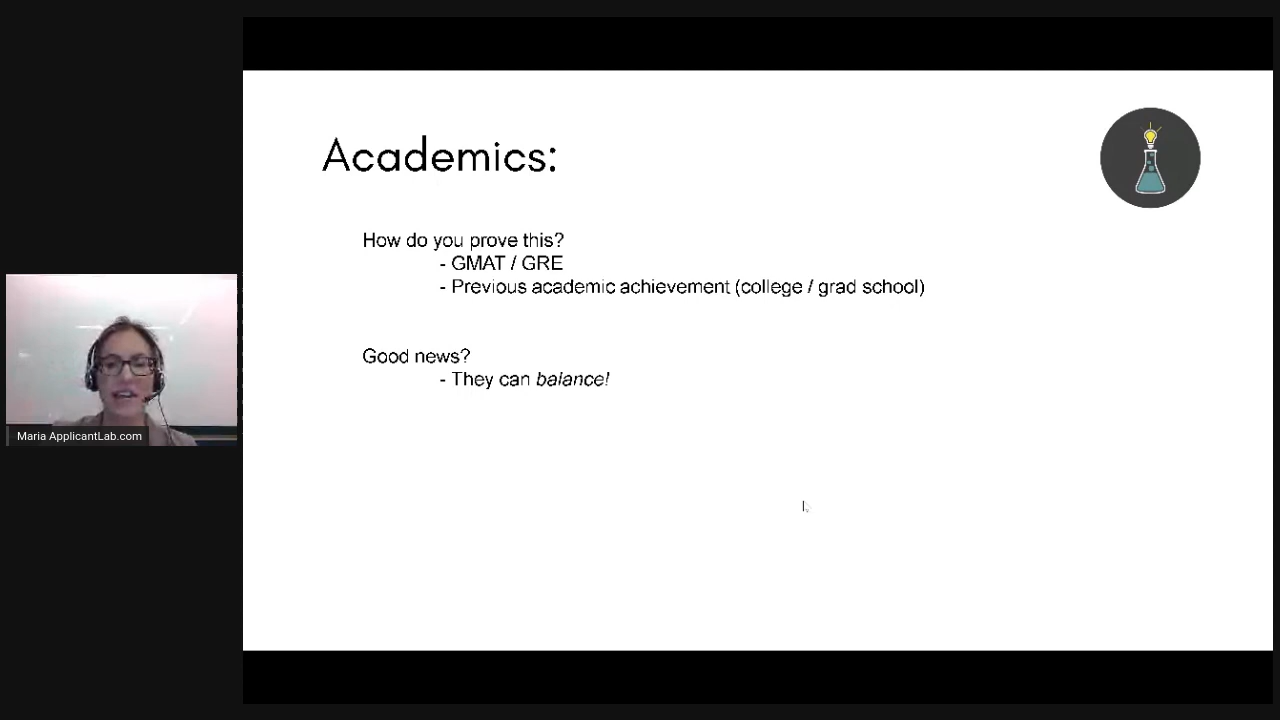 Academics:
How do you prove this?
- GMAT / GRE
- Previous academic achievement (college / grad school)
Good news?
- They can balance!
Maria ApplicantLab.com